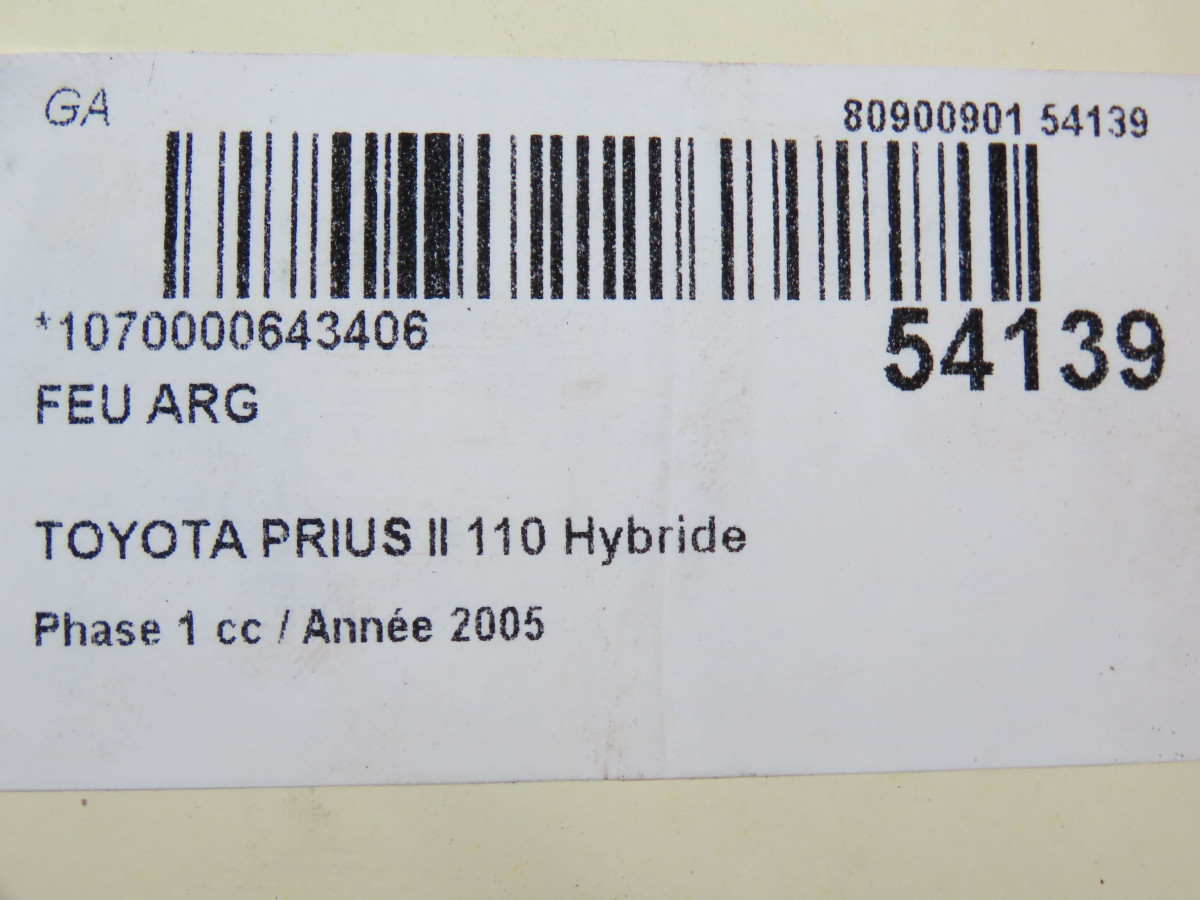 GA
80900901 54139
*1070000643406
54139
FEU ARG
TOYOTA PRIUS II 110 Hybride
Phase 1 cc / Année 2005